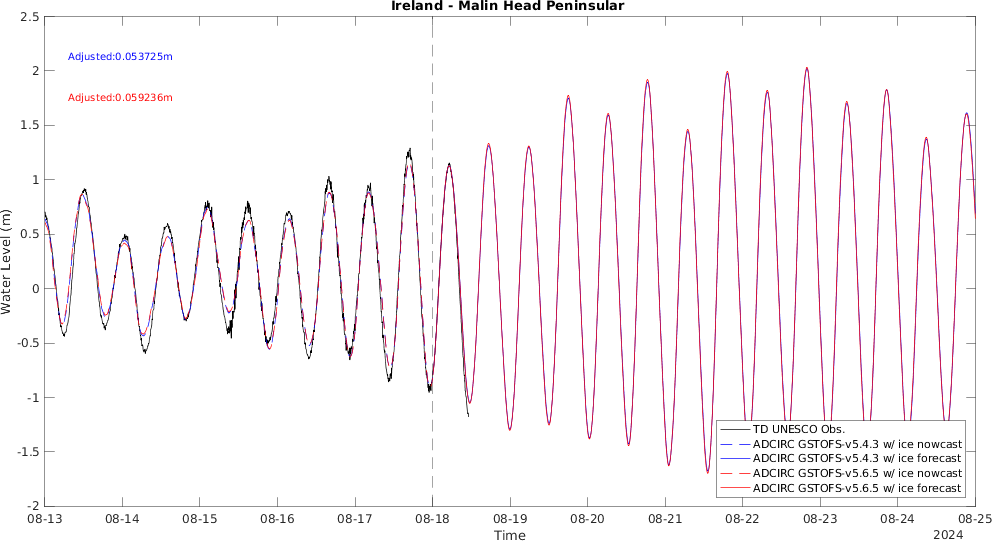 Ireland - Malin Head Peninsular
2.5
2
1.5
1
0.5
0
-0.5
-1
-1.5
-2
Water Level (m)
Adjusted:0.053725m
Adjusted:0.059236m
TD UNESCO Obs.
ADCIRC GSTOFS-v5.4.3 w/ ice nowcast
ADCIRC GSTOFS-v5.4.3 w/ ice forecast
ADCIRC GSTOFS-v5.6.5 w/ ice nowcast
ADCIRC GSTOFS-v5.6.5 w/ ice forecast
08-13 08-14 08-15 08-16 08-17 08-18 08-19 08-20 08-21 08-22 08-23 08-24 08-25
Time
2024